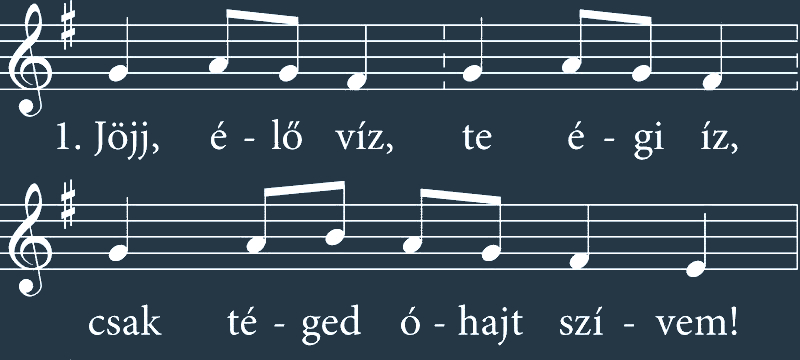 1. Jöjj, é - lő víz, te é - gi íz,
csak té - ged ó - hajt szí - vem!